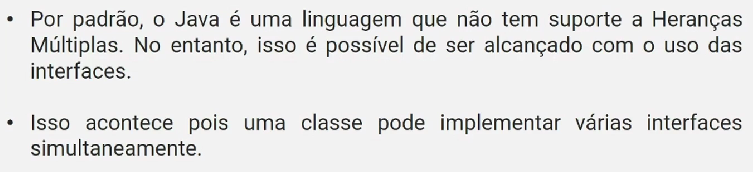 • Por padrão, o Java é uma linguagem que não tem suporte a Heranças
Múltiplas. No entanto, isso é possível de ser alcançado com o uso das
interfaces.
• Isso acontece pois uma classe pode implementar várias interfaces
simultaneamente.